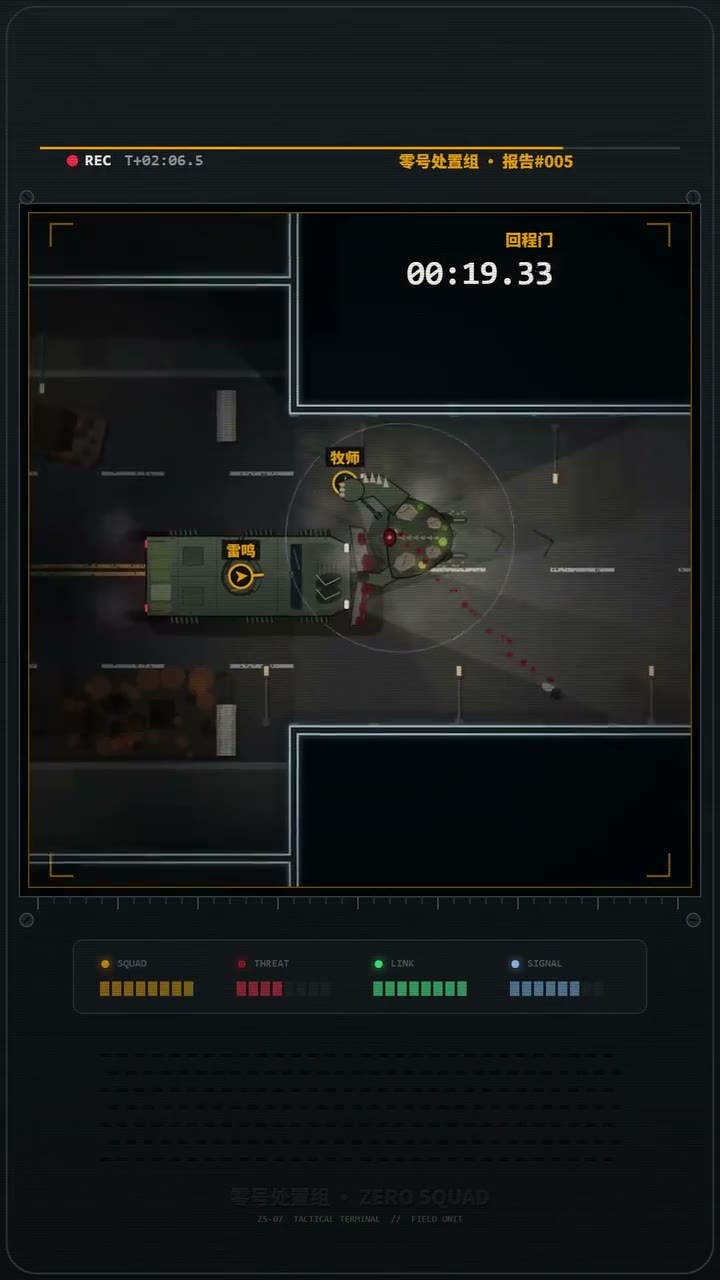 REC T+02:06.5 零号处置组 • 报告#005
回程门
00:19.33
牧师
雷鸣
SQUAD THREAT LINK SIGNAL
零号处置组 • ZERO SQUAD
ZS-07 TACTICAL TERMINAL // FIELD UNIT